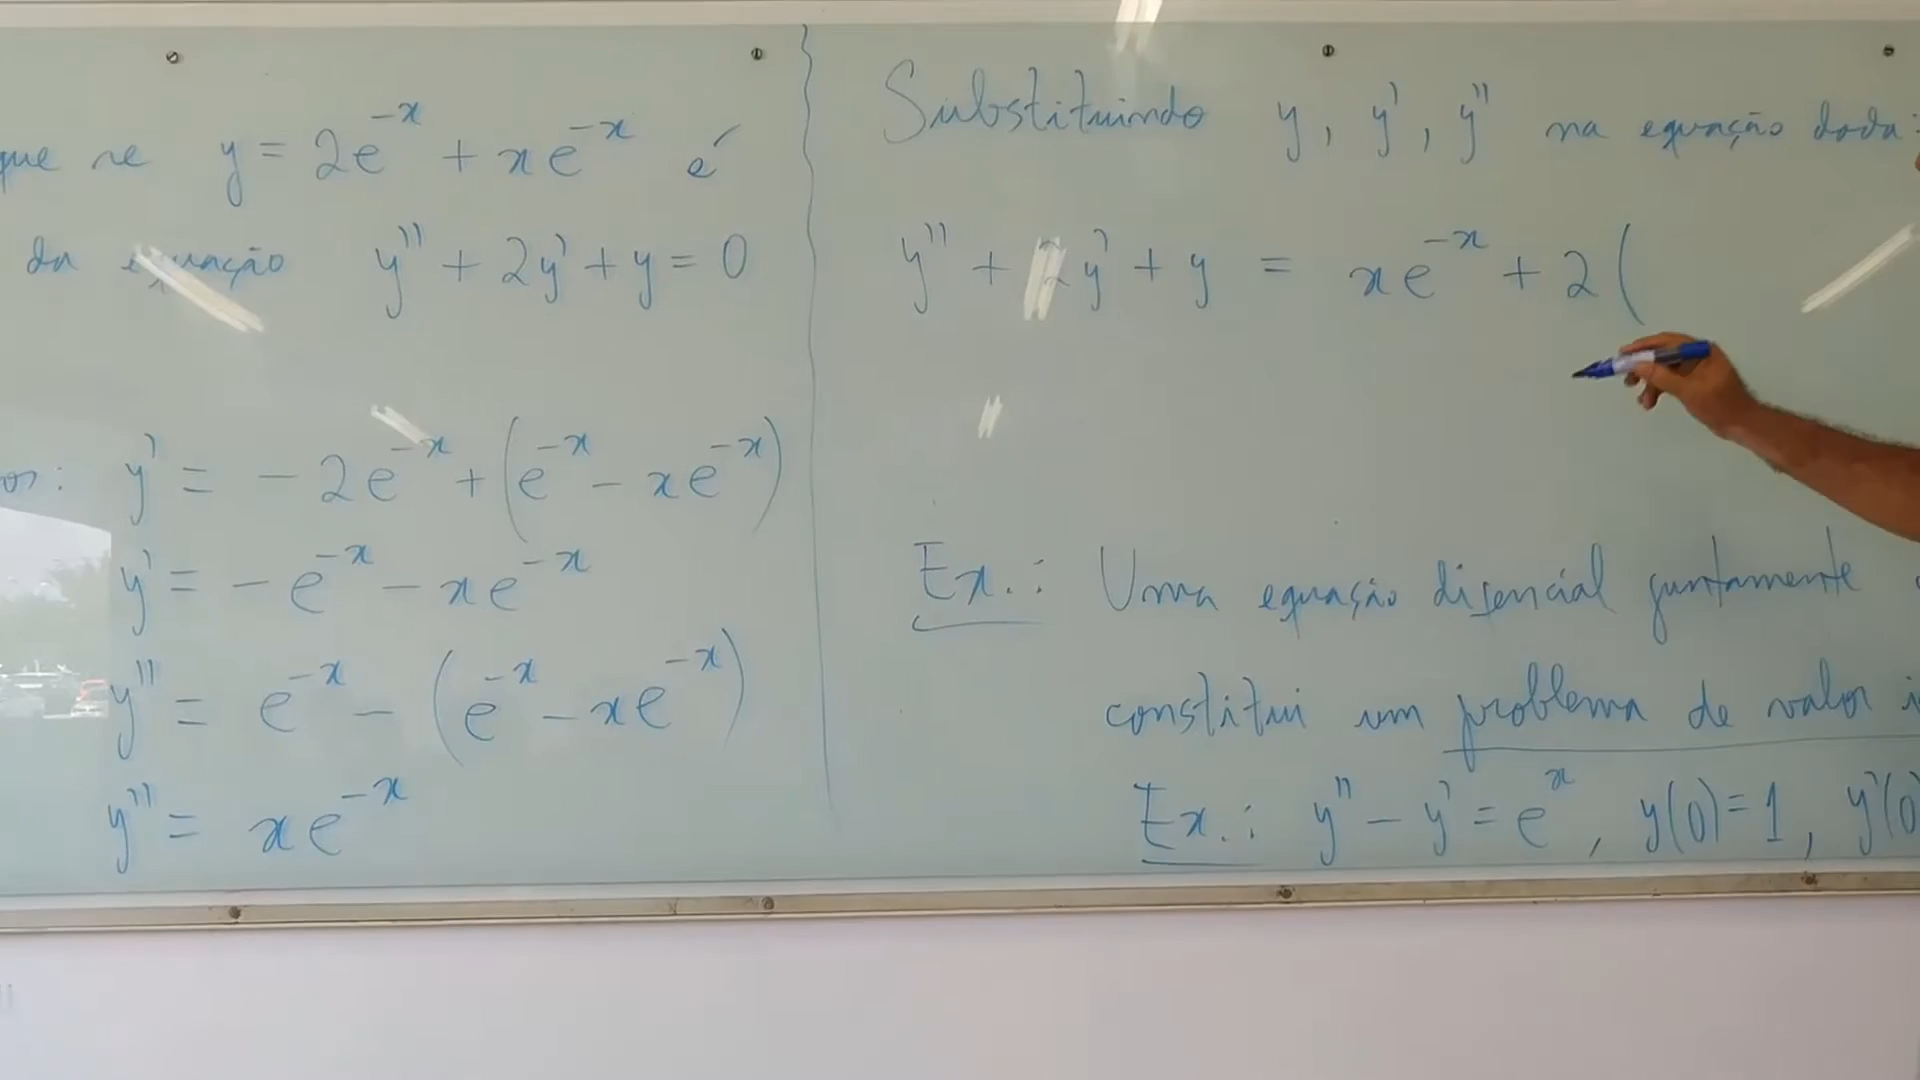 que se y = 2e^{-x} + xe^{-x} é
da equação y'' + 2y' + y = 0
y' = -2e^{-x} + (e^{-x} - xe^{-x})
y' = -e^{-x} - xe^{-x}
y'' = e^{-x} - (e^{-x} - xe^{-x})
y'' = xe^{-x}
Substituindo y, y', y'' na equação dada:
y'' + 2y' + y = xe^{-x} + 2(
Ex.: Uma equação juntamente
constitui um problema de valor
Ex.: y'' - y' = e^x, y(0)=1, y'(0)